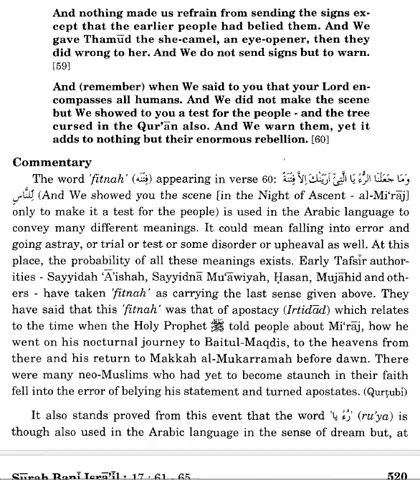 And nothing made us refrain from sending the signs ex-
cept that the earlier people had belied them. And We
gave Thamūd the she-camel, an eye-opener, then they
did wrong to her. And We do not send signs but to warn.
[59]
And (remember) when We said to you that your Lord en-
compasses all humans. And We did not make the scene
but We showed to you a test for the people - and the tree
cursed in the Qur'ān also. And We warn them, yet it
adds to nothing but their enormous rebellion. [60]
Commentary
The word 'fitnah' (فِتْنَة) appearing in verse 60: وَمَا جَعَلْنَا الرُّءْيَا الَّتِيْٓ اَرَيْنٰكَ اِلَّا فِتْنَةً
لِّلنَّاسِ (And We showed you the scene [in the Night of Ascent - al-Mi'rāj]
only to make it a test for the people) is used in the Arabic language to
convey many different meanings. It could mean falling into error and
going astray, or trial or test or some disorder or upheaval as well. At this
place, the probability of all these meanings exists. Early Tafsīr author-
ities - Sayyidah 'Ā'ishah, Sayyidnā Mu'āwiyah, Ḥasan, Mujāhid and oth-
ers - have taken 'fitnah' as carrying the last sense given above. They
have said that this 'fitnah' was that of apostacy (Irtidād) which relates
to the time when the Holy Prophet ﷺ told people about Mi'rāj, how he
went on his nocturnal journey to Baitul-Maqdis, to the heavens from
there and his return to Makkah al-Mukarramah before dawn. There
were many neo-Muslims who had yet to become staunch in their faith
fell into the error of belying his statement and turned apostates. (Qurṭubī)
It also stands proved from this event that the word 'رُءْيَا' (ru'ya) is
though also used in the Arabic language in the sense of dream but, at
Sūrah Banī Isrā'īl : 17 : 61 - 65 520